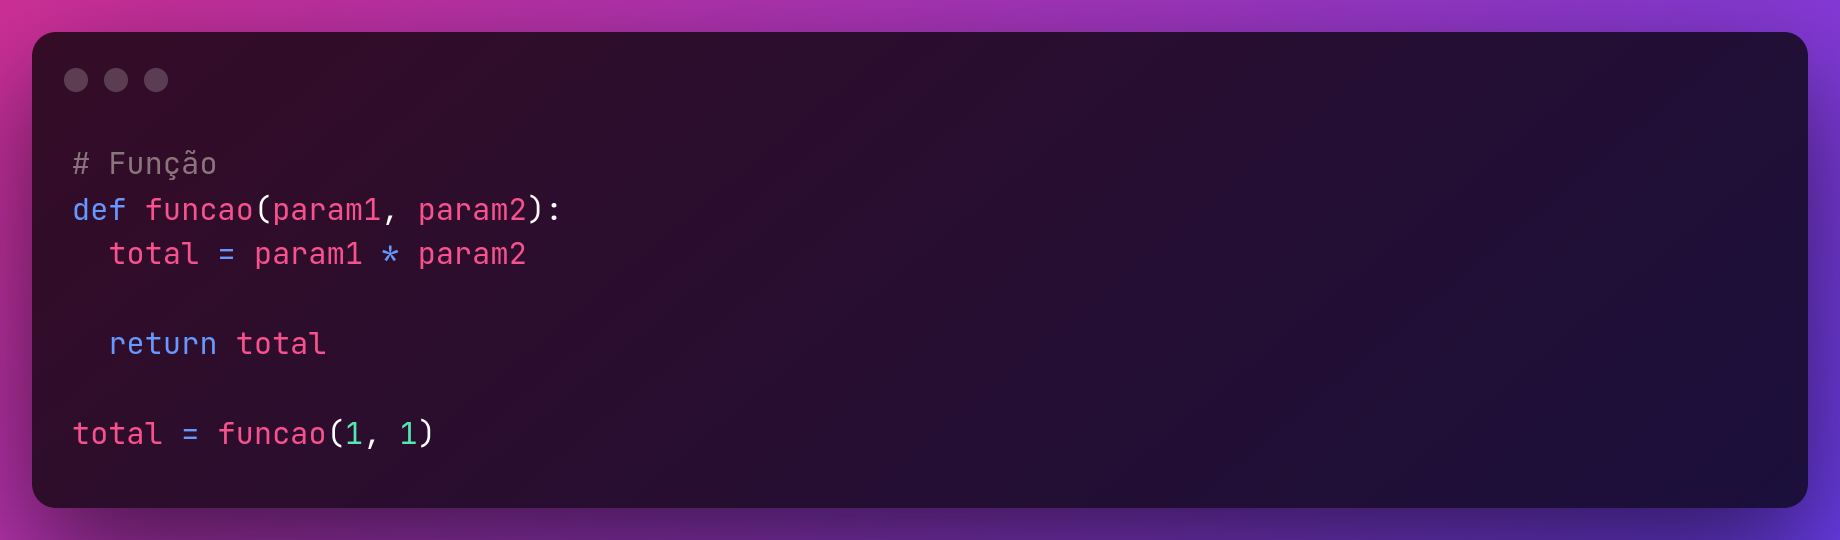 # Função
def funcao(param1, param2):
  total = param1 * param2
  return total
total = funcao(1, 1)